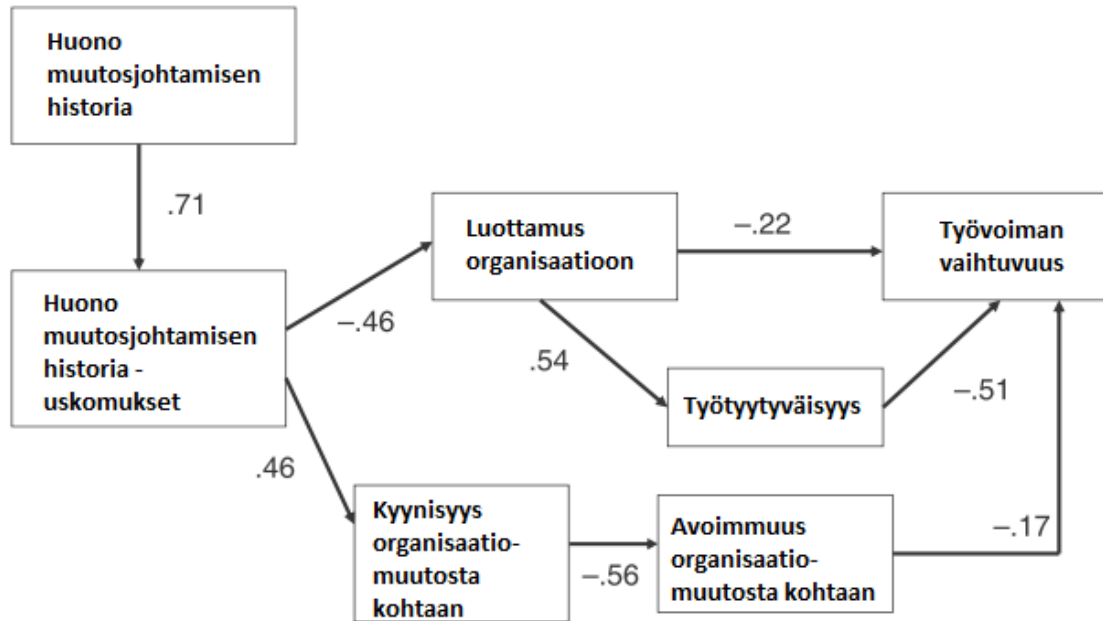 Huono
muutosjohtamisen
historia
.71
Huono
muutosjohtamisen
historia -
uskomukset
–.46
.46
Luottamus
organisaatioon
–.22
Työvoiman
vaihtuvuus
.54
Työtyytyväisyys
–.51
Kyynisyys
organisaatio-
muutosta
kohtaan
–.56
Avoimmuus
organisaatio-
muutosta kohtaan
–.17